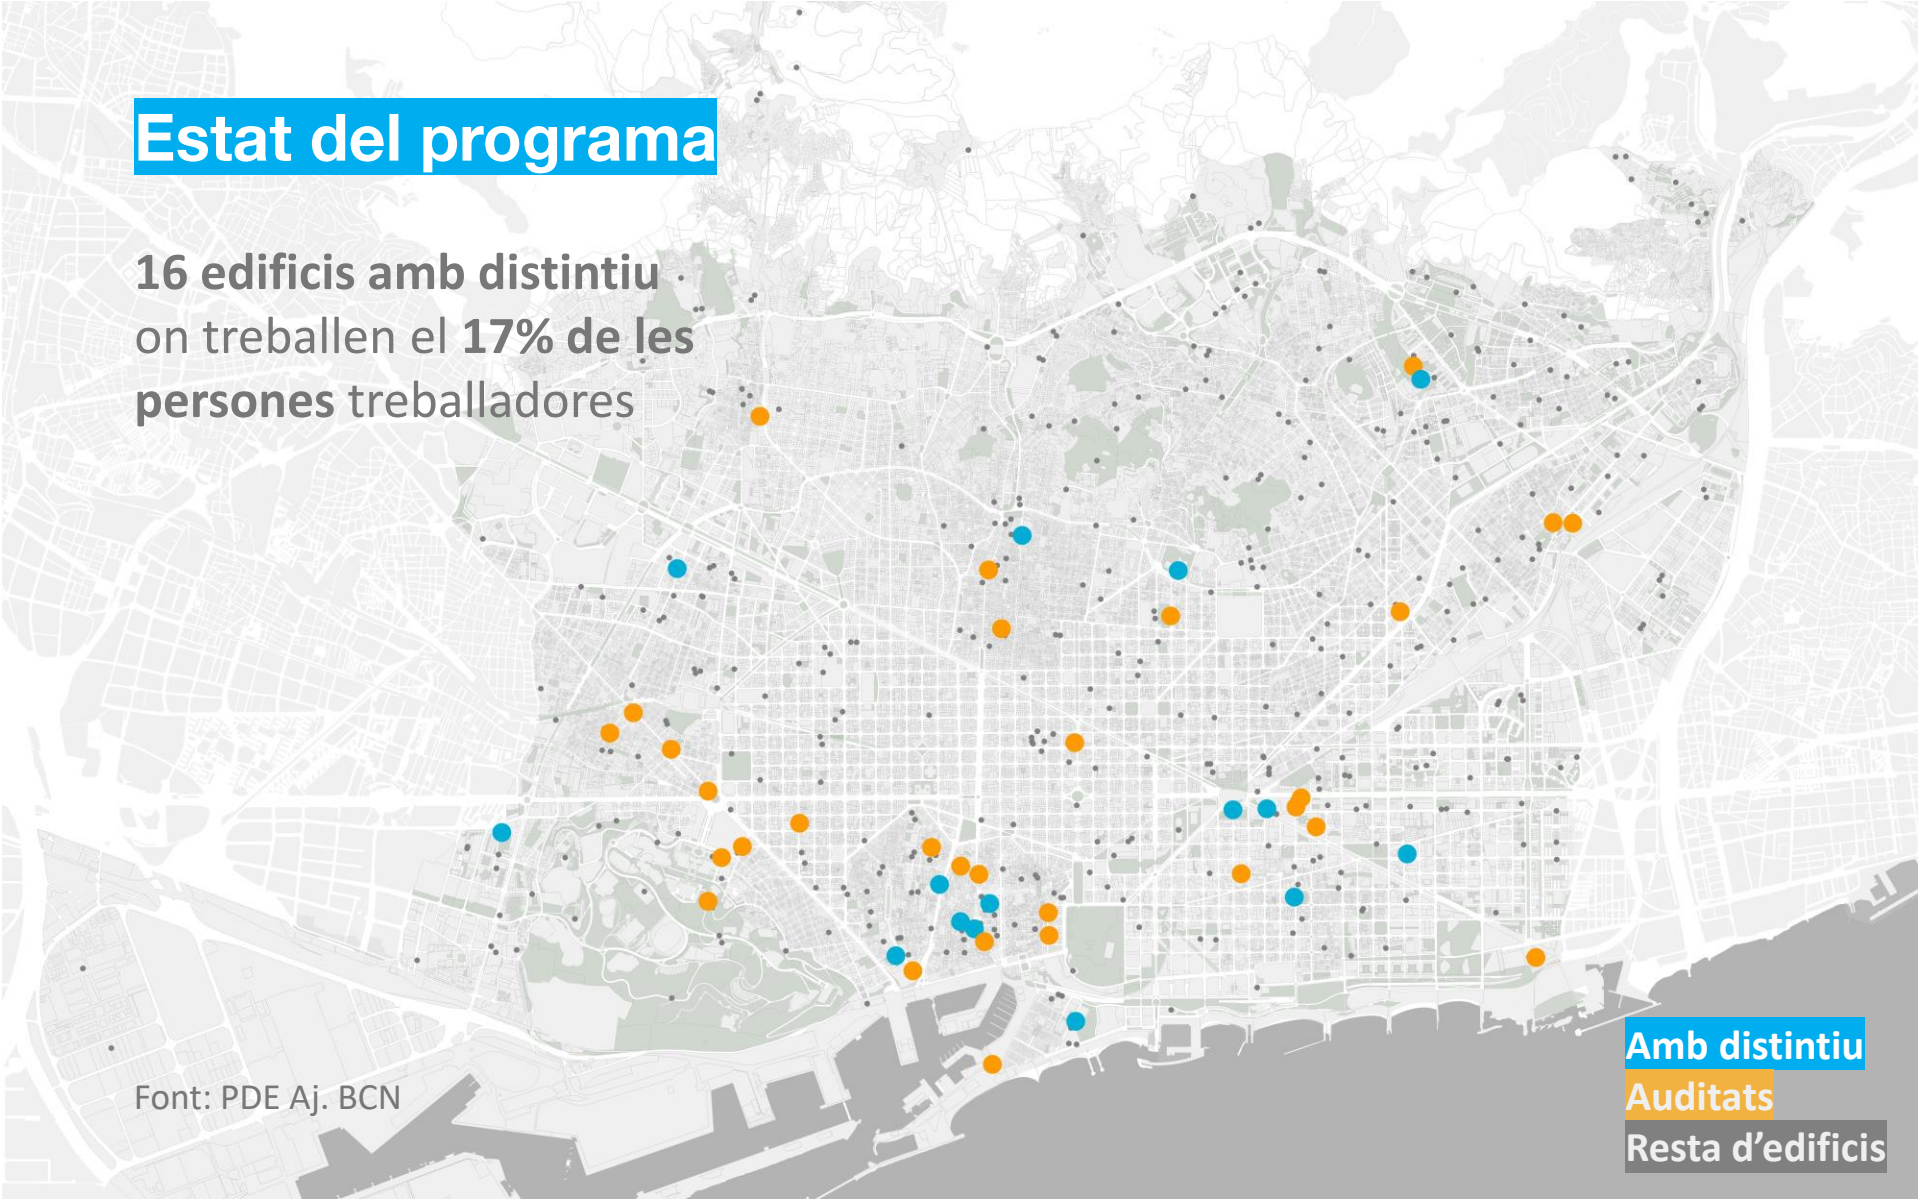 Estat del programa
16 edificis amb distintiu
on treballen el 17% de les
persones treballadores
Font: PDE Aj. BCN
Amb distintiu
Auditats
Resta d’edificis